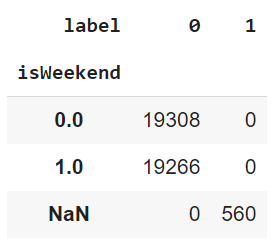 label 0 1
isWeekend
0.0 19308 0
1.0 19266 0
NaN 0 560